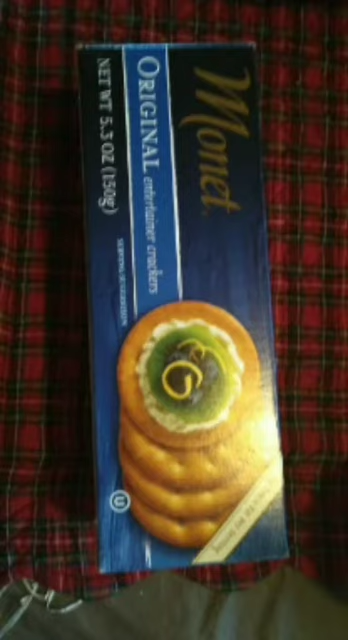 Monet
ORIGINAL entertainer crackers
NET WT 5.3 OZ (150g)
SERVING SUGGESTION
U